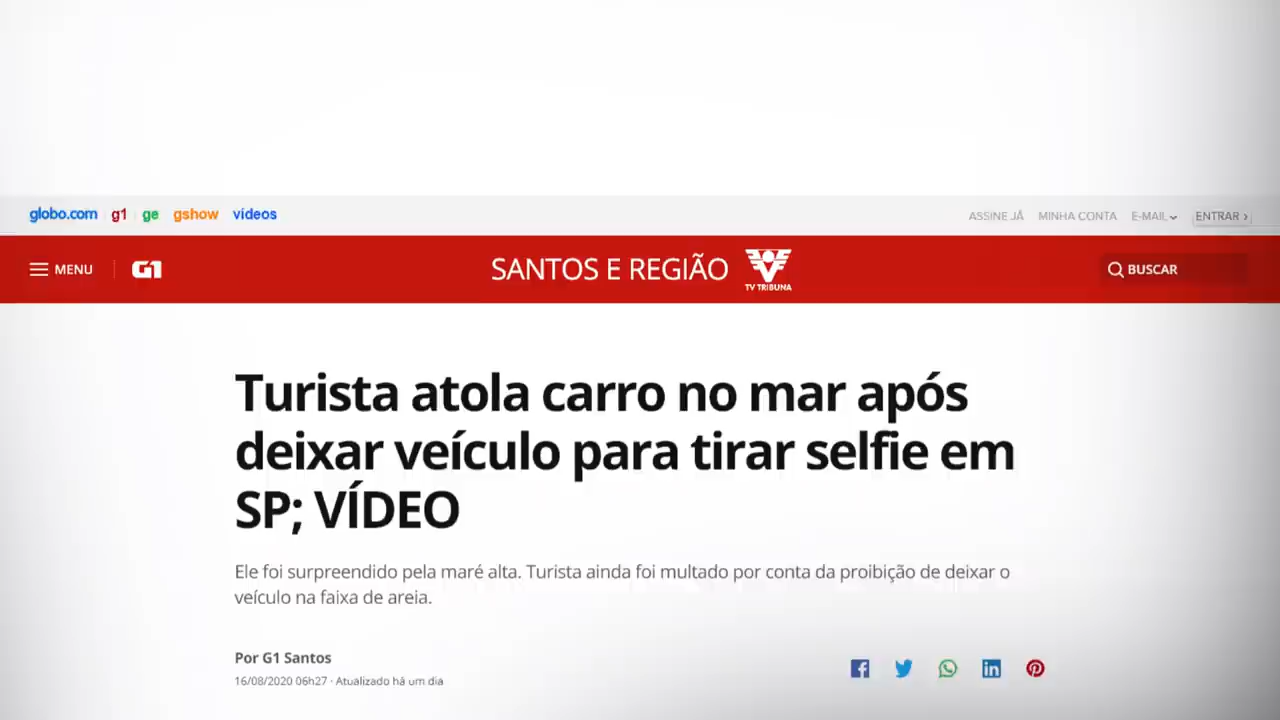 globo.com g1 ge gshow vídeos
ASSINE JÁ MINHA CONTA E-MAIL ENTRAR ›
MENU G1 SANTOS E REGIÃO BUSCAR
TV TRIBUNA
Turista atola carro no mar após
deixar veículo para tirar selfie em
SP; VÍDEO
Ele foi surpreendido pela maré alta. Turista ainda foi multado por conta da proibição de deixar o
veículo na faixa de areia.
Por G1 Santos
16/08/2020 06h27 · Atualizado há um dia